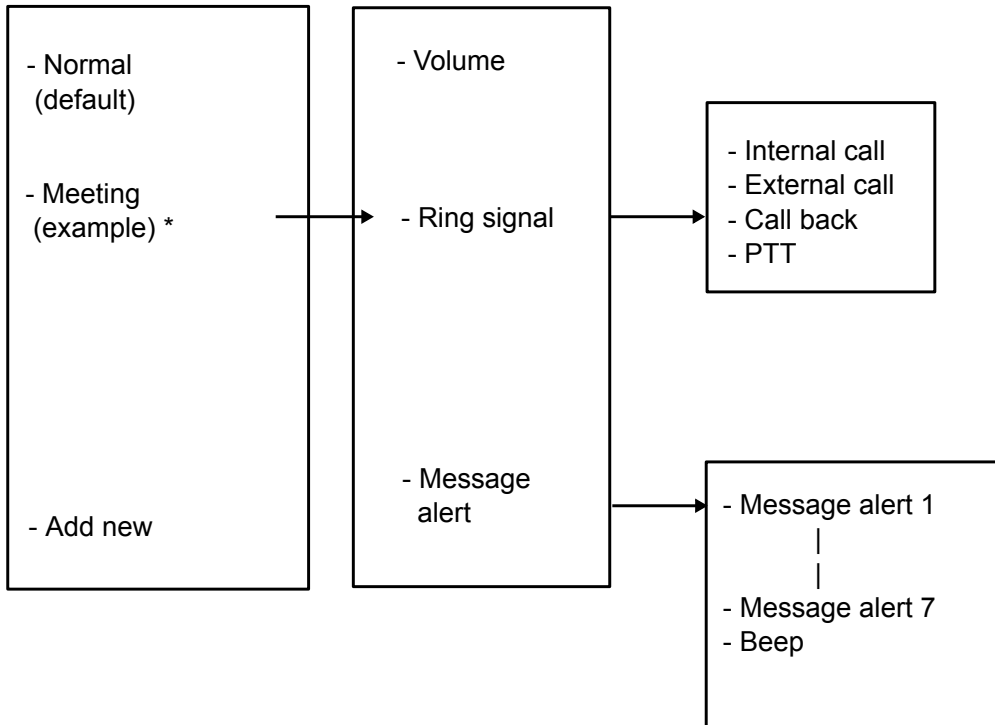 - Normal
(default)
- Meeting
(example) *
- Add new
- Volume
- Ring signal
- Message
alert
- Internal call
- External call
- Call back
- PTT
- Message alert 1
|
|
- Message alert 7
- Beep